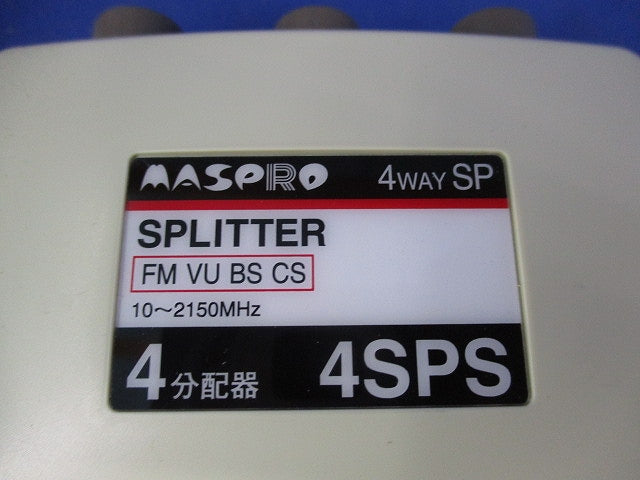 MASPRO 4WAY SP
SPLITTER
FM VU BS CS
10～2150MHz
4分配器 4SPS